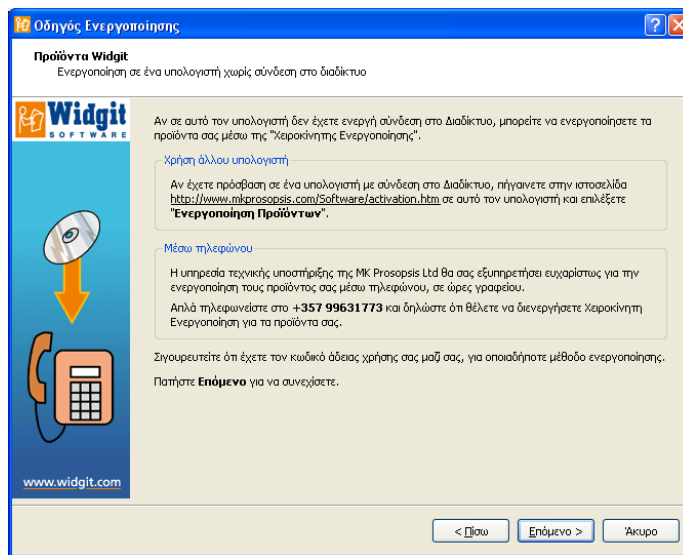 Οδηγός Ενεργοποίησης
Προϊόντα Widgit
Ενεργοποίηση σε ένα υπολογιστή χωρίς σύνδεση στο διαδίκτυο
Widgit
SOFTWARE
Αν σε αυτό τον υπολογιστή δεν έχετε ενεργή σύνδεση στο Διαδίκτυο, μπορείτε να ενεργοποιήσετε τα
προϊόντα σας μέσω της "Χειροκίνητης Ενεργοποίησης".
Χρήση άλλου υπολογιστή
Αν έχετε πρόσβαση σε ένα υπολογιστή με σύνδεση στο Διαδίκτυο, πήγαινετε στην ιστοσελίδα
http://www.mkprosopsis.com/Software/activation.htm σε αυτό τον υπολογιστή και επιλέξετε
"Ενεργοποίηση Προϊόντων".
Μέσω τηλεφώνου
Η υπηρεσία τεχνικής υποστήριξης της MK Prosopsis Ltd θα σας εξυπηρετήσει ευχαρίστως για την
ενεργοποίηση τους προϊόντος σας μέσω τηλεφώνου, σε ώρες γραφείου.
Απλά τηλεφωνείστε στο +357 99631773 και δηλώστε ότι θέλετε να διενεργήσετε Χειροκίνητη
Ενεργοποίηση για τα προϊόντα σας.
Σιγουρευτείτε ότι έχετε τον κωδικό άδειας χρήσης σας μαζί σας, για οποιαδήποτε μέθοδο ενεργοποίησης.
Πατήστε Επόμενο για να συνεχίσετε.
www.widgit.com
< Πίσω
Επόμενο >
Άκυρο